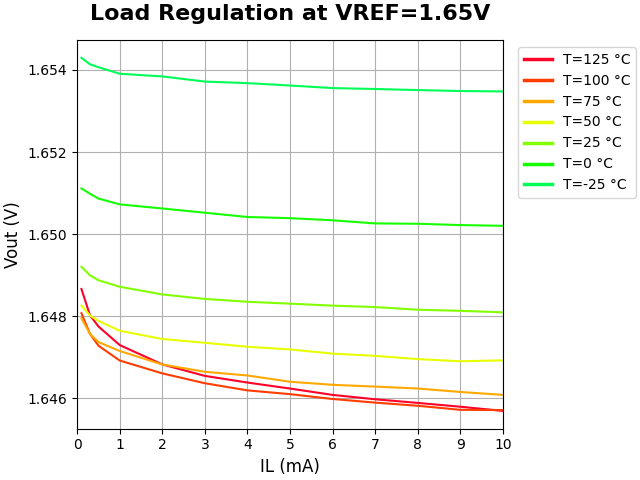 Load Regulation at VREF=1.65V
Vout (V)
1.654
1.652
1.650
1.648
1.646
0 1 2 3 4 5 6 7 8 9 10
IL (mA)
T=125 °C
T=100 °C
T=75 °C
T=50 °C
T=25 °C
T=0 °C
T=-25 °C